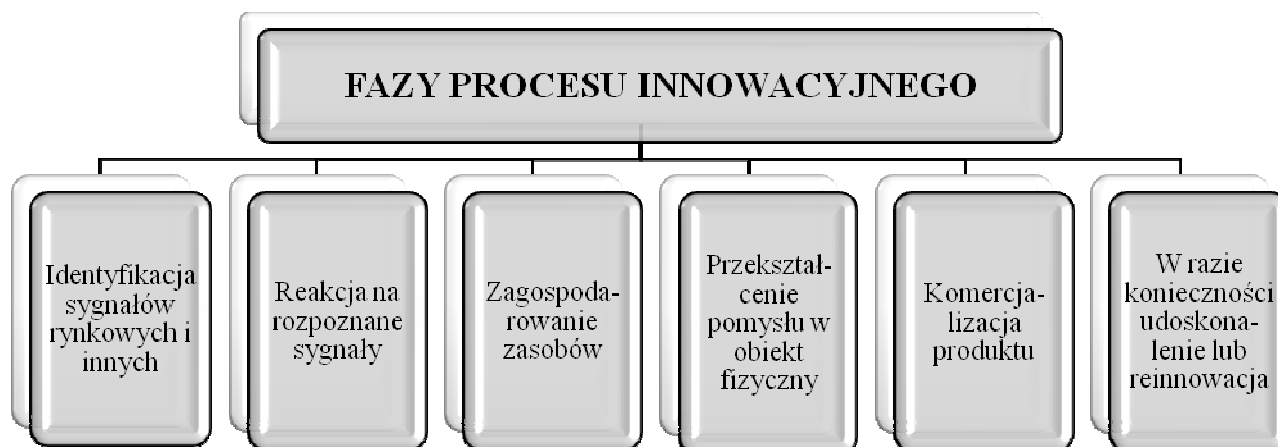 FAZY PROCESU INNOWACYJNEGO
Identyfikacja
sygnałów
rynkowych i
innych
Reakcja na
rozpoznane
sygnały
Zagospoda-
rowanie
zasobów
Przekształ-
cenie
pomysłu w
obiekt
fizyczny
Komercja-
lizacja
produktu
W razie
konieczności
udoskona-
lenie lub
reinnowacja